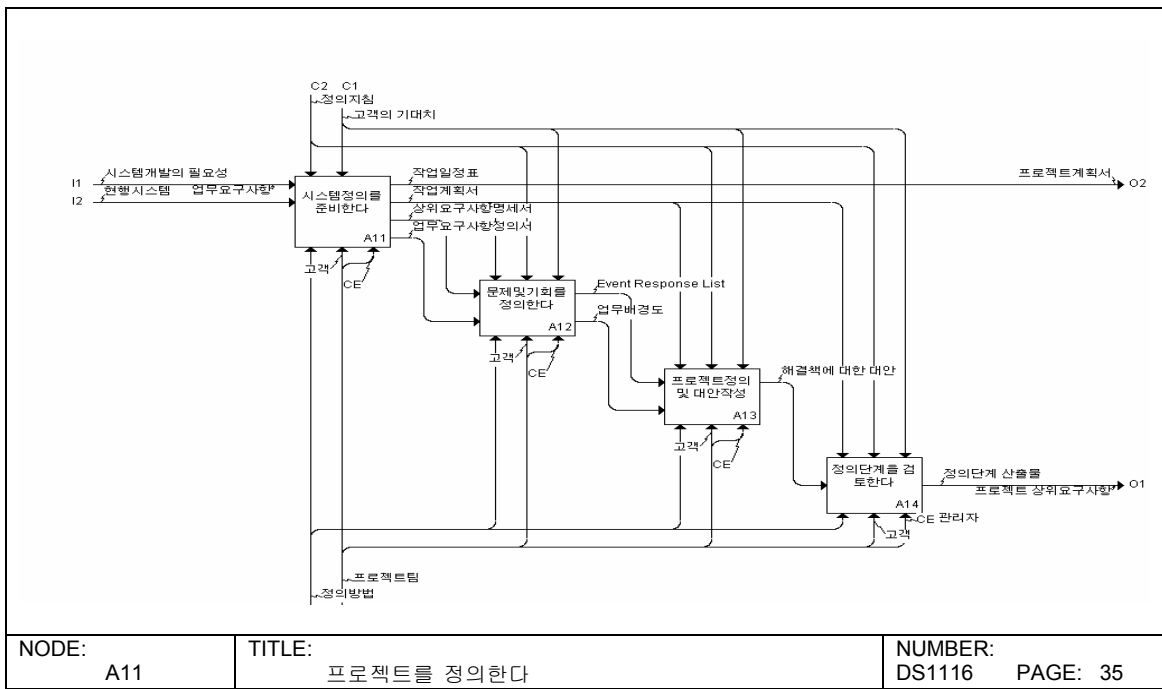 C2 C1
정의지침
고객의 기대치
시스템개발의 필요성
I1
현행시스템 업무요구사항
I2
시스템정의를
준비한다
A11
작업일정표
작업계획서
상위요구사항명세서
업무요구사항정의서
프로젝트계획서
O2
고객
CE
문제및기회를
정의한다
A12
Event Response List
업무배경도
고객
CE
프로젝트정의
및 대안작성
A13
해결책에 대한 대안
고객
CE
정의단계을 검
토한다
A14
정의단계 산출물
프로젝트 상위요구사항
O1
CE 관리자
고객
프로젝트팀
정의방법
NODE:
A11
TITLE:
프로젝트를 정의한다
NUMBER:
DS1116 PAGE: 35